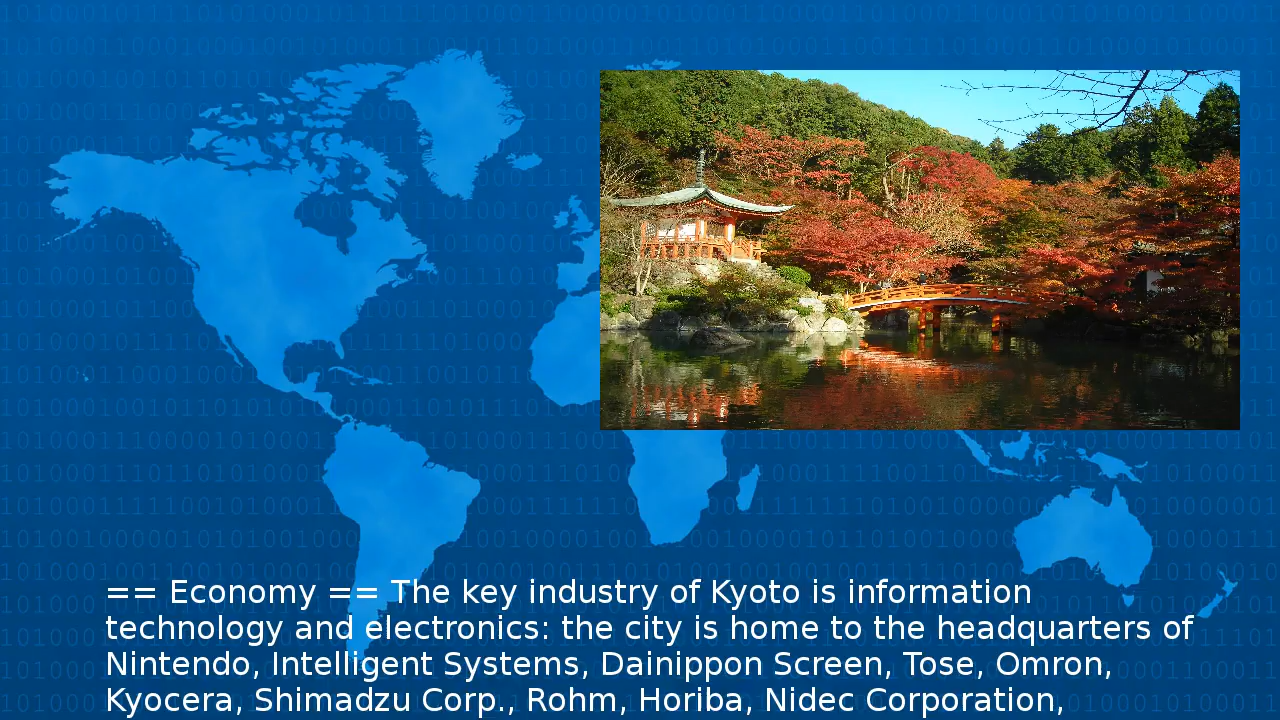 == Economy == The key industry of Kyoto is information
technology and electronics: the city is home to the headquarters of
Nintendo, Intelligent Systems, Dainippon Screen, Tose, Omron,
Kyocera, Shimadzu Corp., Rohm, Horiba, Nidec Corporation,